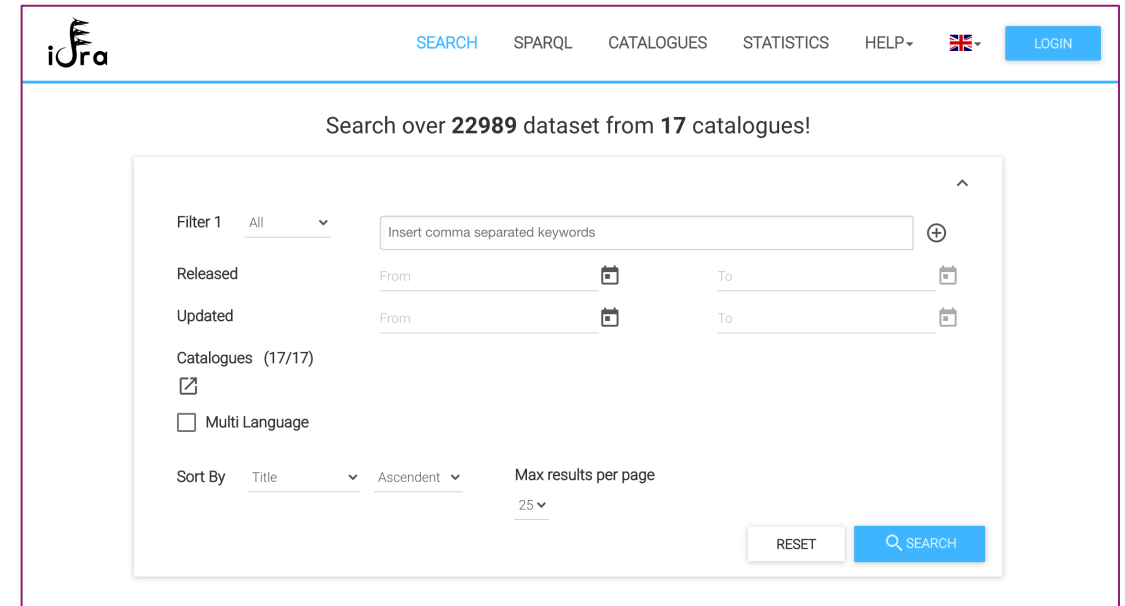 idra
SEARCH SPARQL CATALOGUES STATISTICS HELP LOGIN
Search over 22989 dataset from 17 catalogues!
Filter 1 All Insert comma separated keywords
Released From To
Updated From To
Catalogues (17/17)
Multi Language
Sort By Title Ascendent Max results per page
25
RESET SEARCH